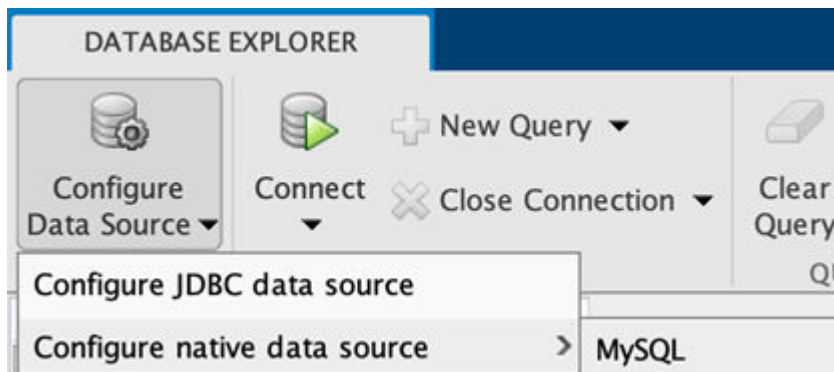 DATABASE EXPLORER
Configure
Data Source
Connect
New Query
Close Connection
Clear
Query
Configure JDBC data source
Configure native data source
MySQL